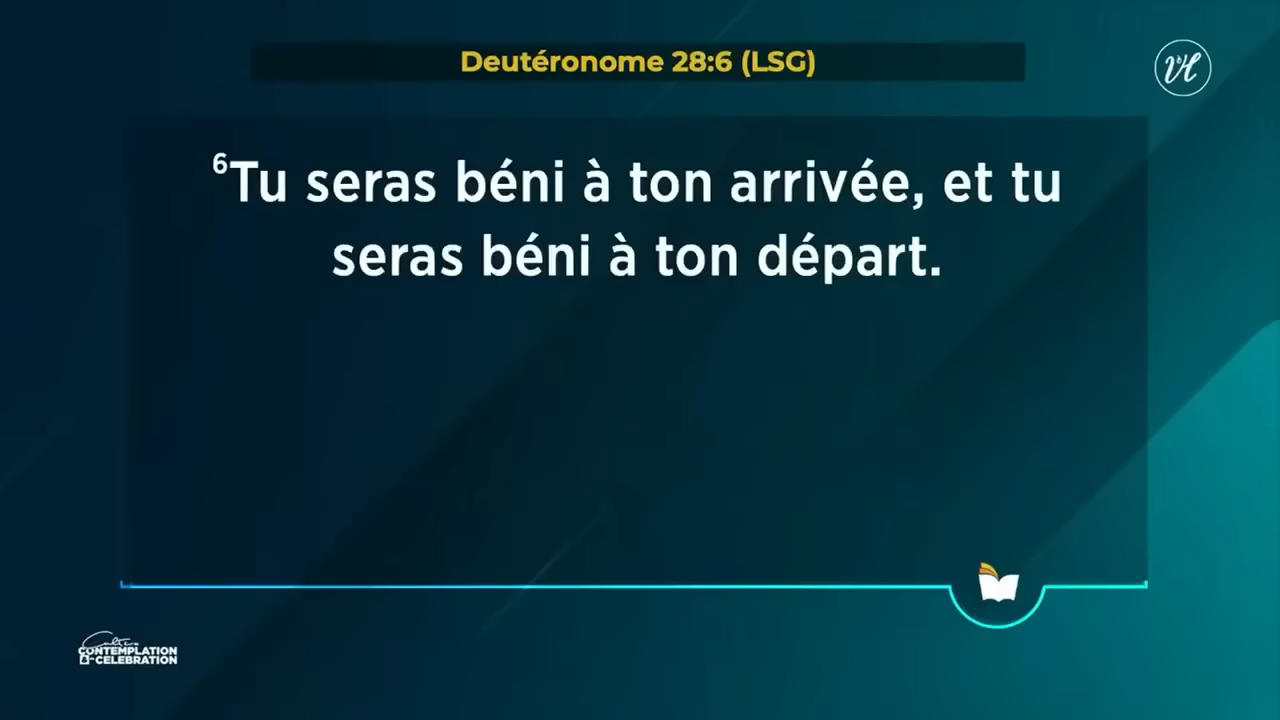 Deutéronome 28:6 (LSG)
⁶Tu seras béni à ton arrivée, et tu
seras béni à ton départ.
CONTEMPLATION
CELEBRATION